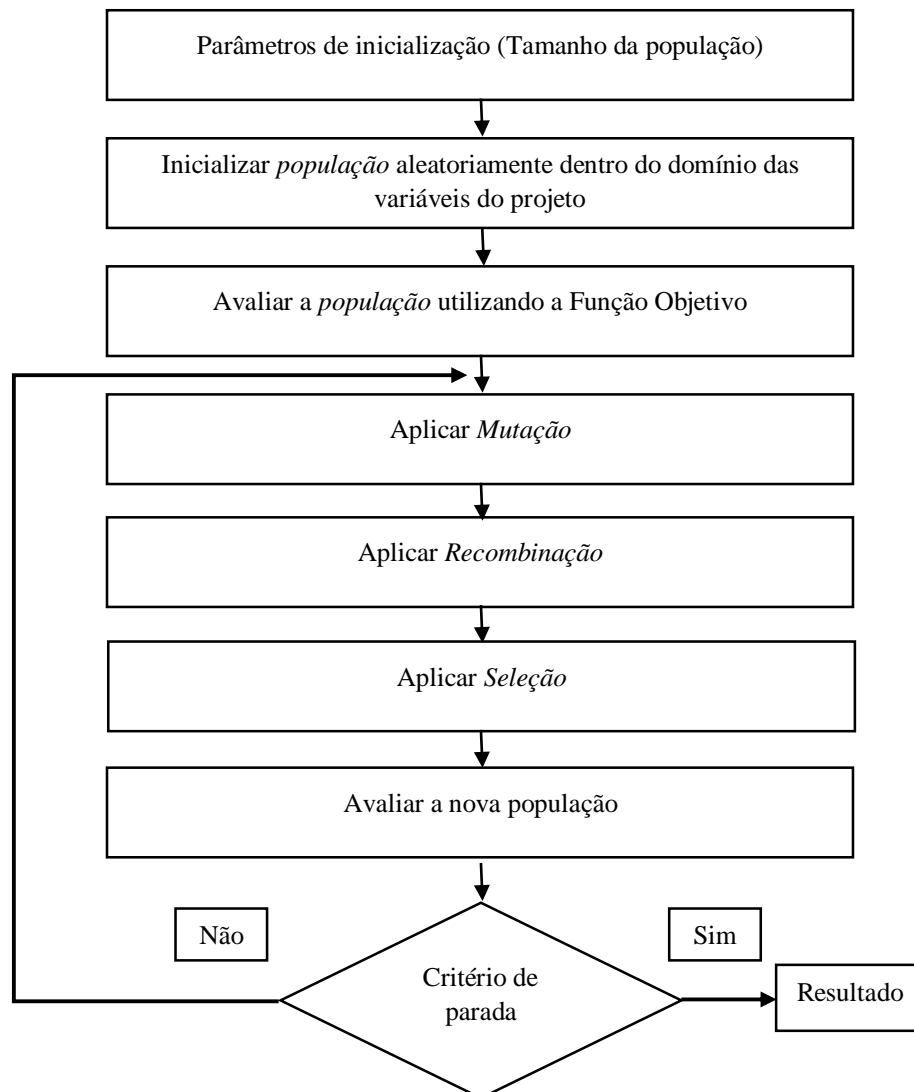 Parâmetros de inicialização (Tamanho da população)
Inicializar população aleatoriamente dentro do domínio das
variáveis do projeto
Avaliar a população utilizando a Função Objetivo
Aplicar Mutação
Aplicar Recombinação
Aplicar Seleção
Avaliar a nova população
Não
Sim
Critério de
parada
Resultado